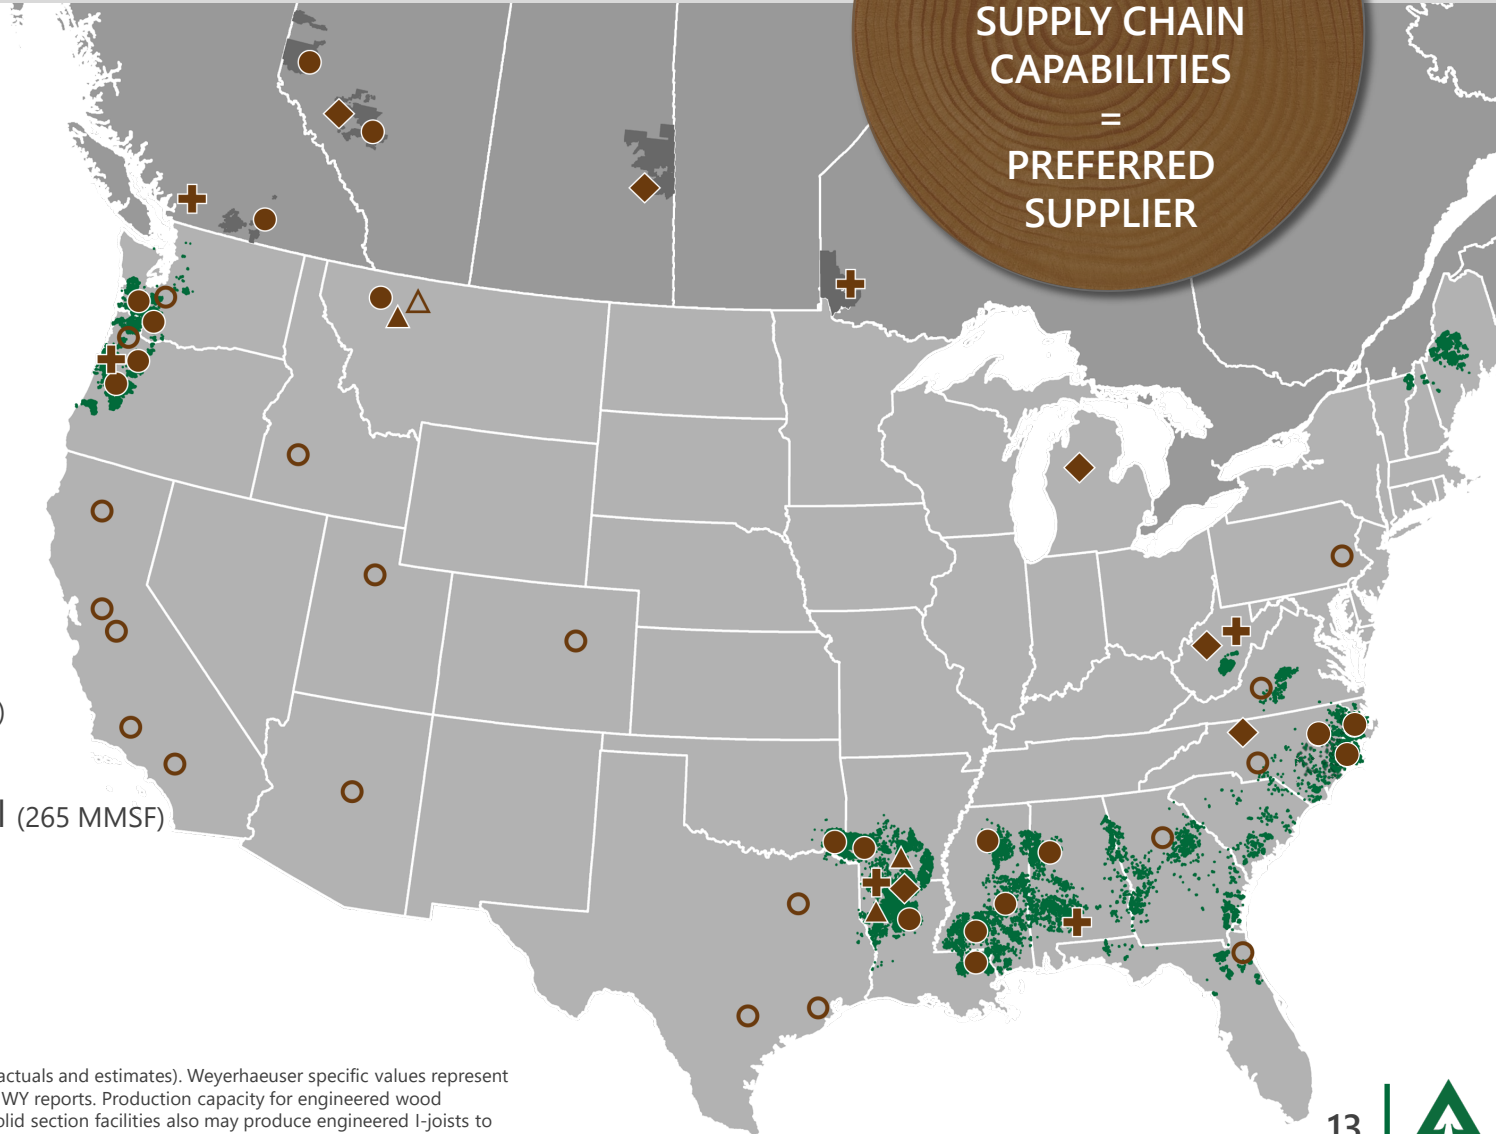 SUPPLY CHAIN
CAPABILITIES
=
PREFERRED
SUPPLIER
)
(265 MMSF)
actuals and estimates). Weyerhaeuser specific values represent
WY reports. Production capacity for engineered wood
solid section facilities also may produce engineered I-joists to
13